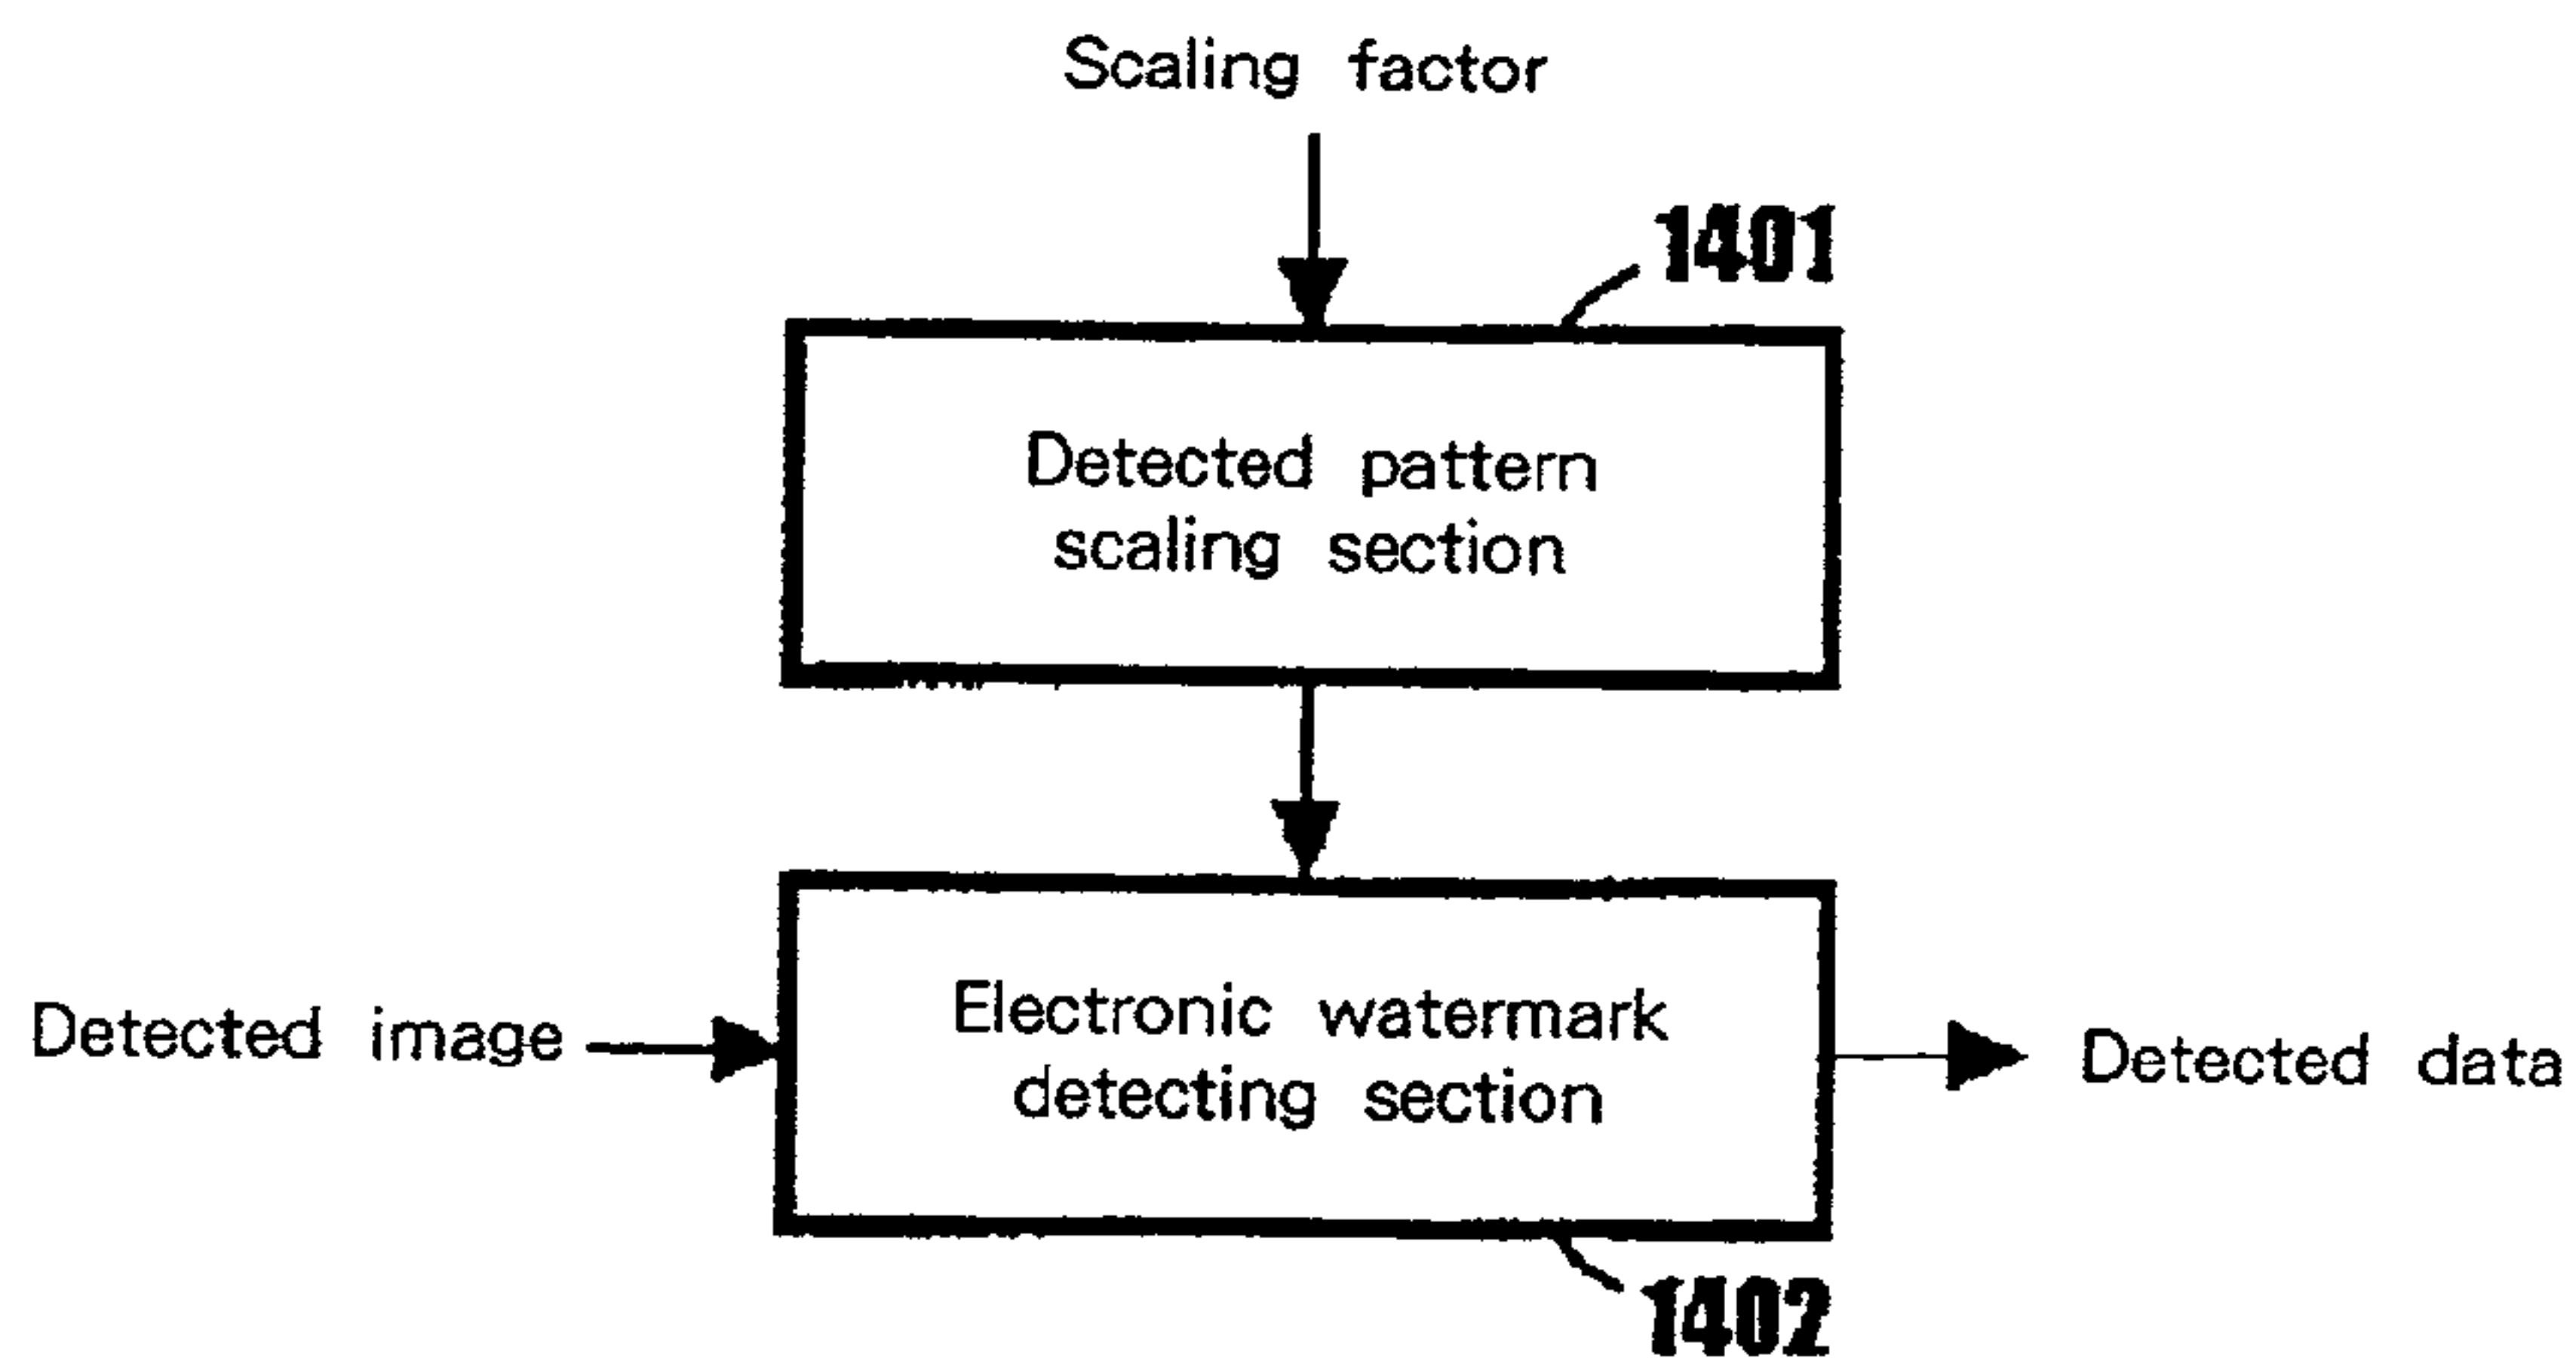 Scaling factor
1401
Detected pattern
scaling section
Detected image
Electronic watermark
detecting section
Detected data
1402